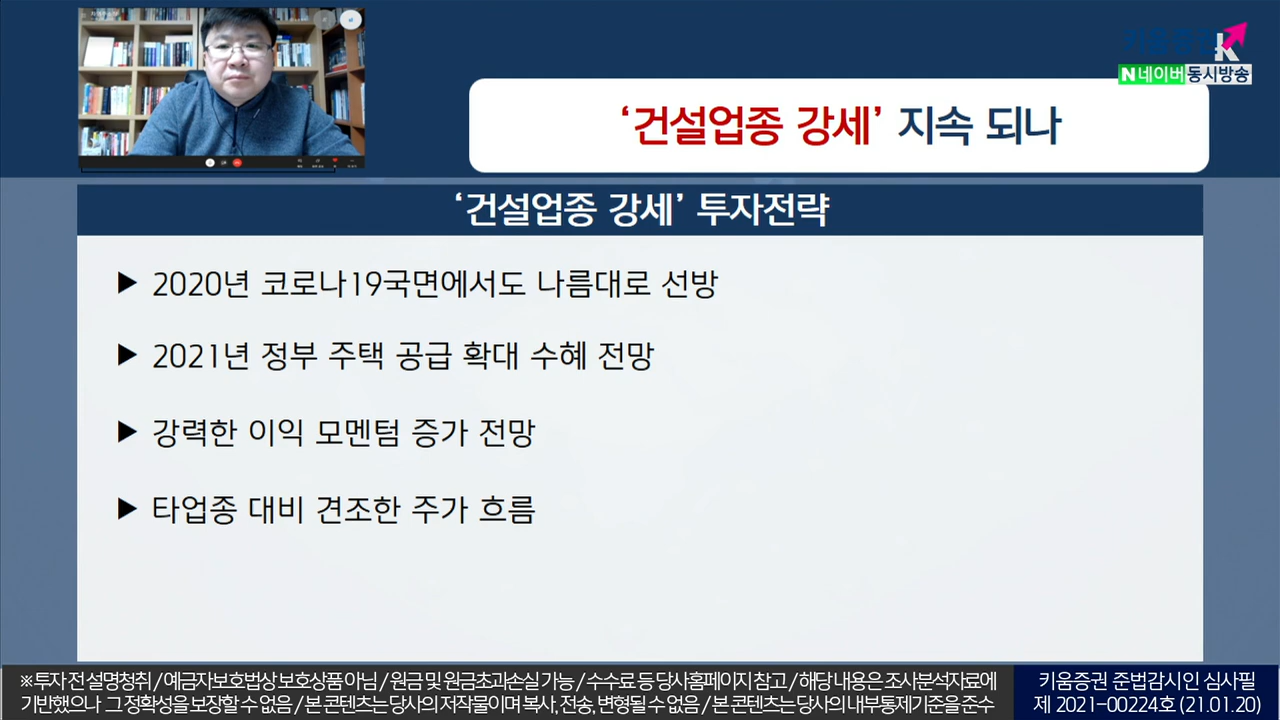 키움증권
N 네이버 동시방송
‘건설업종 강세’ 지속 되나
‘건설업종 강세’ 투자전략
▶ 2020년 코로나19국면에서도 나름대로 선방
▶ 2021년 정부 주택 공급 확대 수혜 전망
▶ 강력한 이익 모멘텀 증가 전망
▶ 타업종 대비 견조한 주가 흐름
※투자 전 설명청취 / 예금자보호법상 보호상품 아님 / 원금 및 원금초과손실 가능 / 수수료 등 당사홈페이지 참고 / 해당 내용은 조사분석자료에
기반했으나 그 정확성을 보장할 수 없음 / 본 콘텐츠는 당사의 저작물이며 복사, 전송, 변형될 수 없음 / 본 콘텐츠는 당사의 내부통제기준을 준수
키움증권 준법감시인 심사필
제 2021-00224호 (21.01.20)